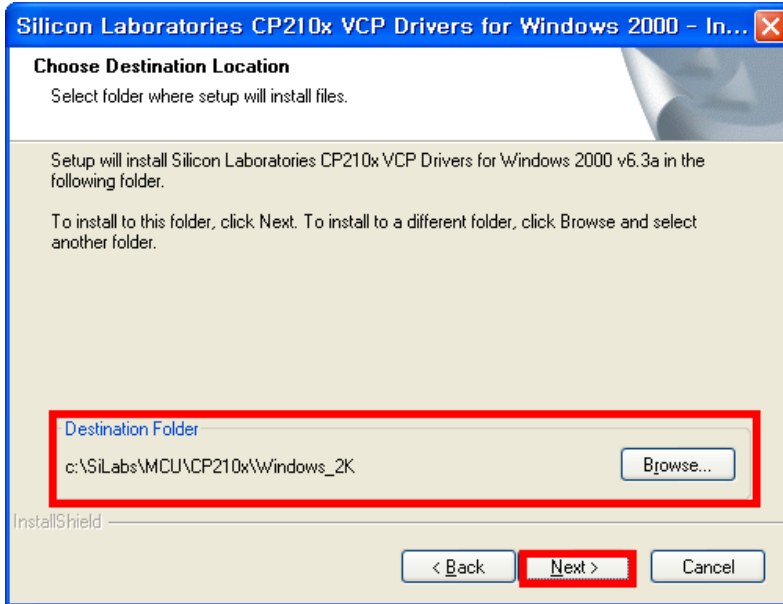 Silicon Laboratories CP210x VCP Drivers for Windows 2000 - In...
Choose Destination Location
Select folder where setup will install files.
Setup will install Silicon Laboratories CP210x VCP Drivers for Windows 2000 v6.3a in the
following folder.
To install to this folder, click Next. To install to a different folder, click Browse and select
another folder.
Destination Folder
c:\SiLabs\MCU\CP210x\Windows_2K
Browse...
InstallShield
< Back
Next >
Cancel